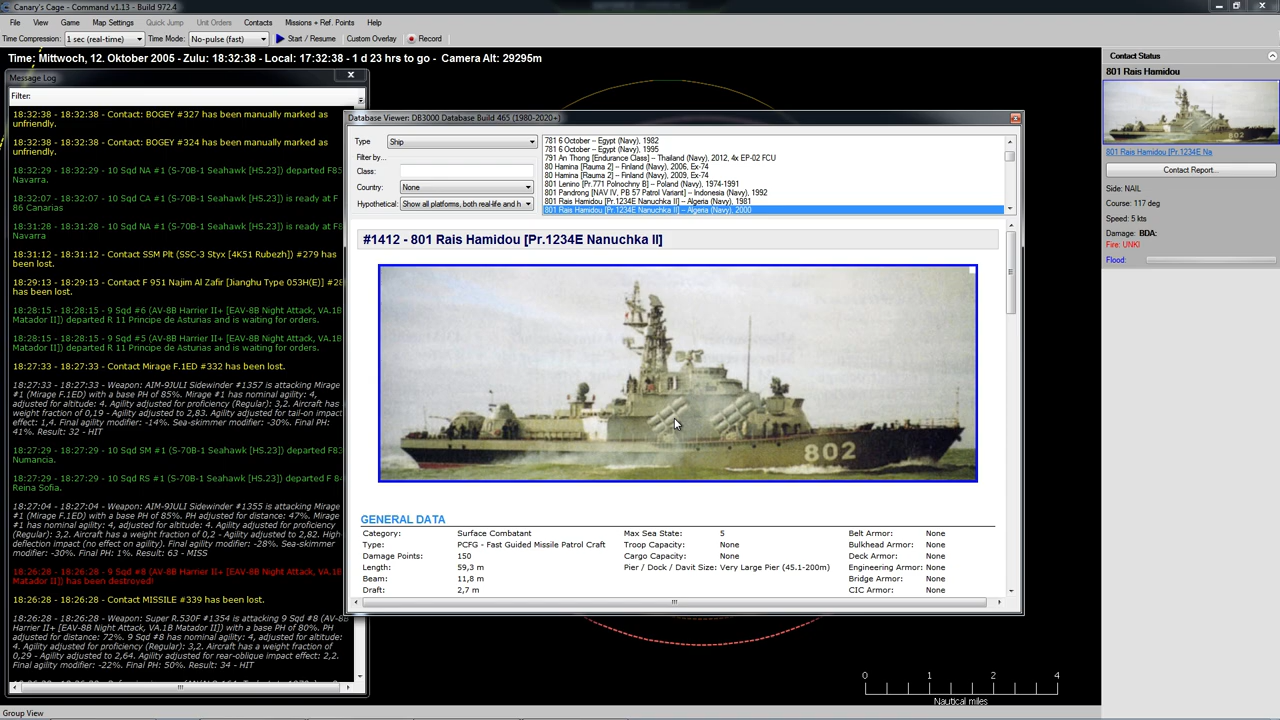 Canary's Cage - Command v1.13 - Build 972.4
File View Game Map Settings Quick Jump Unit Orders Contacts Missions + Ref. Points Help
Time Compression: 1 sec (real-time) Time Mode: No-pulse (fast) Start / Resume Custom Overlay Record
Time: Mittwoch, 12. Oktober 2005 - Zulu: 18:32:38 - Local: 17:32:38 - 1 d 23 hrs to go - Camera Alt: 29295m
Message Log
Filter:
18:32:38 - 18:32:38 - Contact: BOGEY #327 has been manually marked as
unfriendly.
18:32:38 - 18:32:38 - Contact: BOGEY #324 has been manually marked as
unfriendly.
18:32:29 - 18:32:29 - 10 Sqd NA #1 (S-70B-1 Seahawk [HS.23]) departed F85
Navarra.
18:32:07 - 18:32:07 - 10 Sqd CA #1 (S-70B-1 Seahawk [HS.23]) is ready at F
86 Canarias
18:31:28 - 18:31:28 - 10 Sqd NA #1 (S-70B-1 Seahawk [HS.23]) is ready at F
Navarra
18:31:12 - 18:31:12 - Contact SSM Plt (SSC-3 Styx [4K51 Rubezh]) #279 has
been lost.
18:29:13 - 18:29:13 - Contact F 951 Najim Al Zafir [Jianghu Type 053H(E)] #28
has been lost.
18:28:15 - 18:28:15 - 9 Sqd #6 (AV-8B Harrier II+ [EAV-8B Night Attack, VA.1B
Matador II]) departed R 11 Principe de Asturias and is waiting for orders.
18:28:15 - 18:28:15 - 9 Sqd #5 (AV-8B Harrier II+ [EAV-8B Night Attack, VA.1B
Matador II]) departed R 11 Principe de Asturias and is waiting for orders.
18:27:33 - 18:27:33 - Contact Mirage F.1ED #332 has been lost.
18:27:33 - 18:27:33 - Weapon: AIM-9JULI Sidewinder #1357 is attacking Mirage
#1 (Mirage F.1ED) with a base PH of 85%. Mirage #1 has nominal agility: 4,
adjusted for altitude: 4. Agility adjusted for proficiency (Regular): 3,2. Aircraft has a
weight fraction of 0,19 - Agility adjusted to 2,83. Agility adjusted for tail-on impact
effect: 1,4. Final agility modifier: -14%. Sea-skimmer modifier: -30%. Final PH:
41%. Result: 32 - HIT
18:27:29 - 18:27:29 - 10 Sqd SM #1 (S-70B-1 Seahawk [HS.23]) departed F83
Numancia.
18:27:29 - 18:27:29 - 10 Sqd RS #1 (S-70B-1 Seahawk [HS.23]) departed F 8
Reina Sofia.
18:27:04 - 18:27:04 - Weapon: AIM-9JULI Sidewinder #1355 is attacking Mirage
#1 (Mirage F.1ED) with a base PH of 85%. PH adjusted for distance: 47%. Mirage
#1 has nominal agility: 4, adjusted for altitude: 4. Agility adjusted for proficiency
(Regular): 3,2. Aircraft has a weight fraction of 0,2 - Agility adjusted to 2,82. High-
deflection impact (no effect on agility). Final agility modifier: -28%. Sea-skimmer
modifier: -30%. Final PH: 1%. Result: 63 - MISS
18:26:28 - 18:26:28 - 9 Sqd #8 (AV-8B Harrier II+ [EAV-8B Night Attack, VA.1B
Matador II]) has been destroyed!
18:26:28 - 18:26:28 - Contact MISSILE #339 has been lost.
18:26:28 - 18:26:28 - Weapon: Super R.530F #1354 is attacking 9 Sqd #8 (AV-8B
Harrier II+ [EAV-8B Night Attack, VA.1B Matador II]) with a base PH of 80%. PH
adjusted for distance: 72%. 9 Sqd #8 has nominal agility: 4, adjusted for altitude:
4. Agility adjusted for proficiency (Regular): 3,2. Aircraft has a weight fraction of
0,29 - Agility adjusted to 2,64. Agility adjusted for rear-oblique impact effect: 2,2.
Final agility modifier: -22%. Final PH: 50%. Result: 34 - HIT
Database Viewer: DB3000 Database Build 465 (1980-2020+)
Type Ship
Filter by...
Class:
Country: None
Hypothetical: Show all platforms, both real-life and h
781 6 October -- Egypt (Navy), 1982
781 6 October -- Egypt (Navy), 1995
791 An Thong [Endurance Class] -- Thailand (Navy), 2012, 4x EP-02 FCU
80 Hamina [Rauma 2] -- Finland (Navy), 2006, Ex-74
80 Hamina [Rauma 2] -- Finland (Navy), 2009, Ex-74
801 Lenino [Pr.771 Polnochny B] -- Poland (Navy), 1974-1991
801 Pandrong [NAV IV, PB 57 Patrol Variant] -- Indonesia (Navy), 1992
801 Rais Hamidou [Pr.1234E Nanuchka II] -- Algeria (Navy), 1981
801 Rais Hamidou [Pr.1234E Nanuchka II] -- Algeria (Navy), 2000
#1412 - 801 Rais Hamidou [Pr.1234E Nanuchka II]
802
GENERAL DATA
Category: Surface Combatant Max Sea State: 5 Belt Armor: None
Type: PCFG - Fast Guided Missile Patrol Craft Troop Capacity: None Bulkhead Armor: None
Damage Points: 150 Cargo Capacity: None Deck Armor: None
Length: 59,3 m Pier / Dock / Davit Size: Very Large Pier (45.1-200m) Engineering Armor: None
Beam: 11,8 m Bridge Armor: None
Draft: 2,7 m CIC Armor: None
Contact Status
801 Rais Hamidou
801 Rais Hamidou [Pr.1234E Na
Contact Report...
Side: NAIL
Course: 117 deg
Speed: 5 kts
Damage: BDA:
Fire: UNKI
Flood:
0 1 2 3 4
Nautical miles
Group View